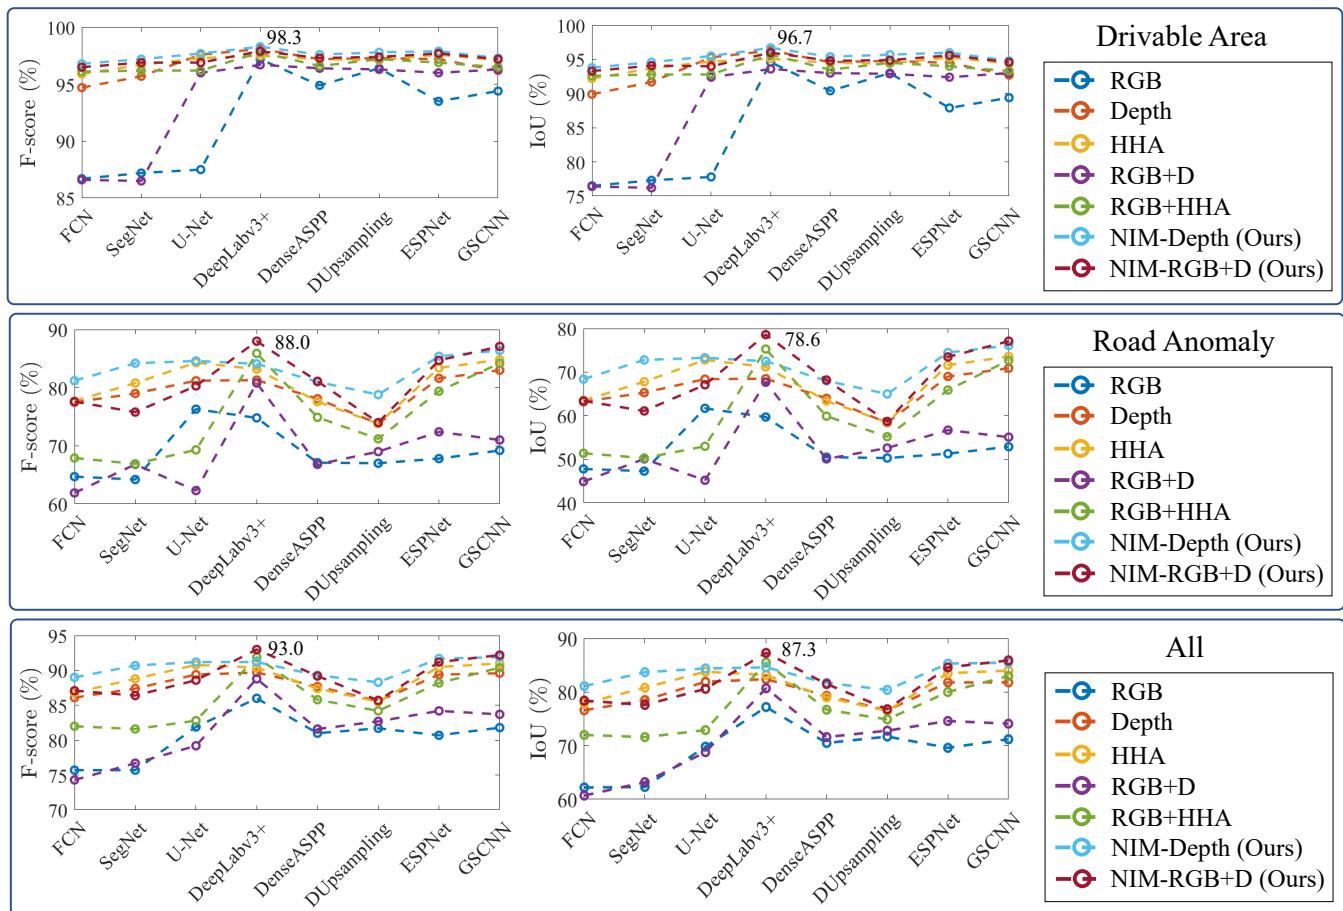 98.3
100
95
90
85
F-score (%)
FCN
SegNet
U-Net
DeepLabv3+
DenseASPP
DUpsampling
ESPNet
GSCNN
96.7
100
95
90
85
80
75
IoU (%)
FCN
SegNet
U-Net
DeepLabv3+
DenseASPP
DUpsampling
ESPNet
GSCNN
Drivable Area
RGB
Depth
HHA
RGB+D
RGB+HHA
NIM-Depth (Ours)
NIM-RGB+D (Ours)
88.0
90
80
70
60
F-score (%)
FCN
SegNet
U-Net
DeepLabv3+
DenseASPP
DUpsampling
ESPNet
GSCNN
78.6
80
70
60
50
40
IoU (%)
FCN
SegNet
U-Net
DeepLabv3+
DenseASPP
DUpsampling
ESPNet
GSCNN
Road Anomaly
RGB
Depth
HHA
RGB+D
RGB+HHA
NIM-Depth (Ours)
NIM-RGB+D (Ours)
93.0
95
90
85
80
75
70
F-score (%)
FCN
SegNet
U-Net
DeepLabv3+
DenseASPP
DUpsampling
ESPNet
GSCNN
87.3
90
80
70
60
IoU (%)
FCN
SegNet
U-Net
DeepLabv3+
DenseASPP
DUpsampling
ESPNet
GSCNN
All
RGB
Depth
HHA
RGB+D
RGB+HHA
NIM-Depth (Ours)
NIM-RGB+D (Ours)